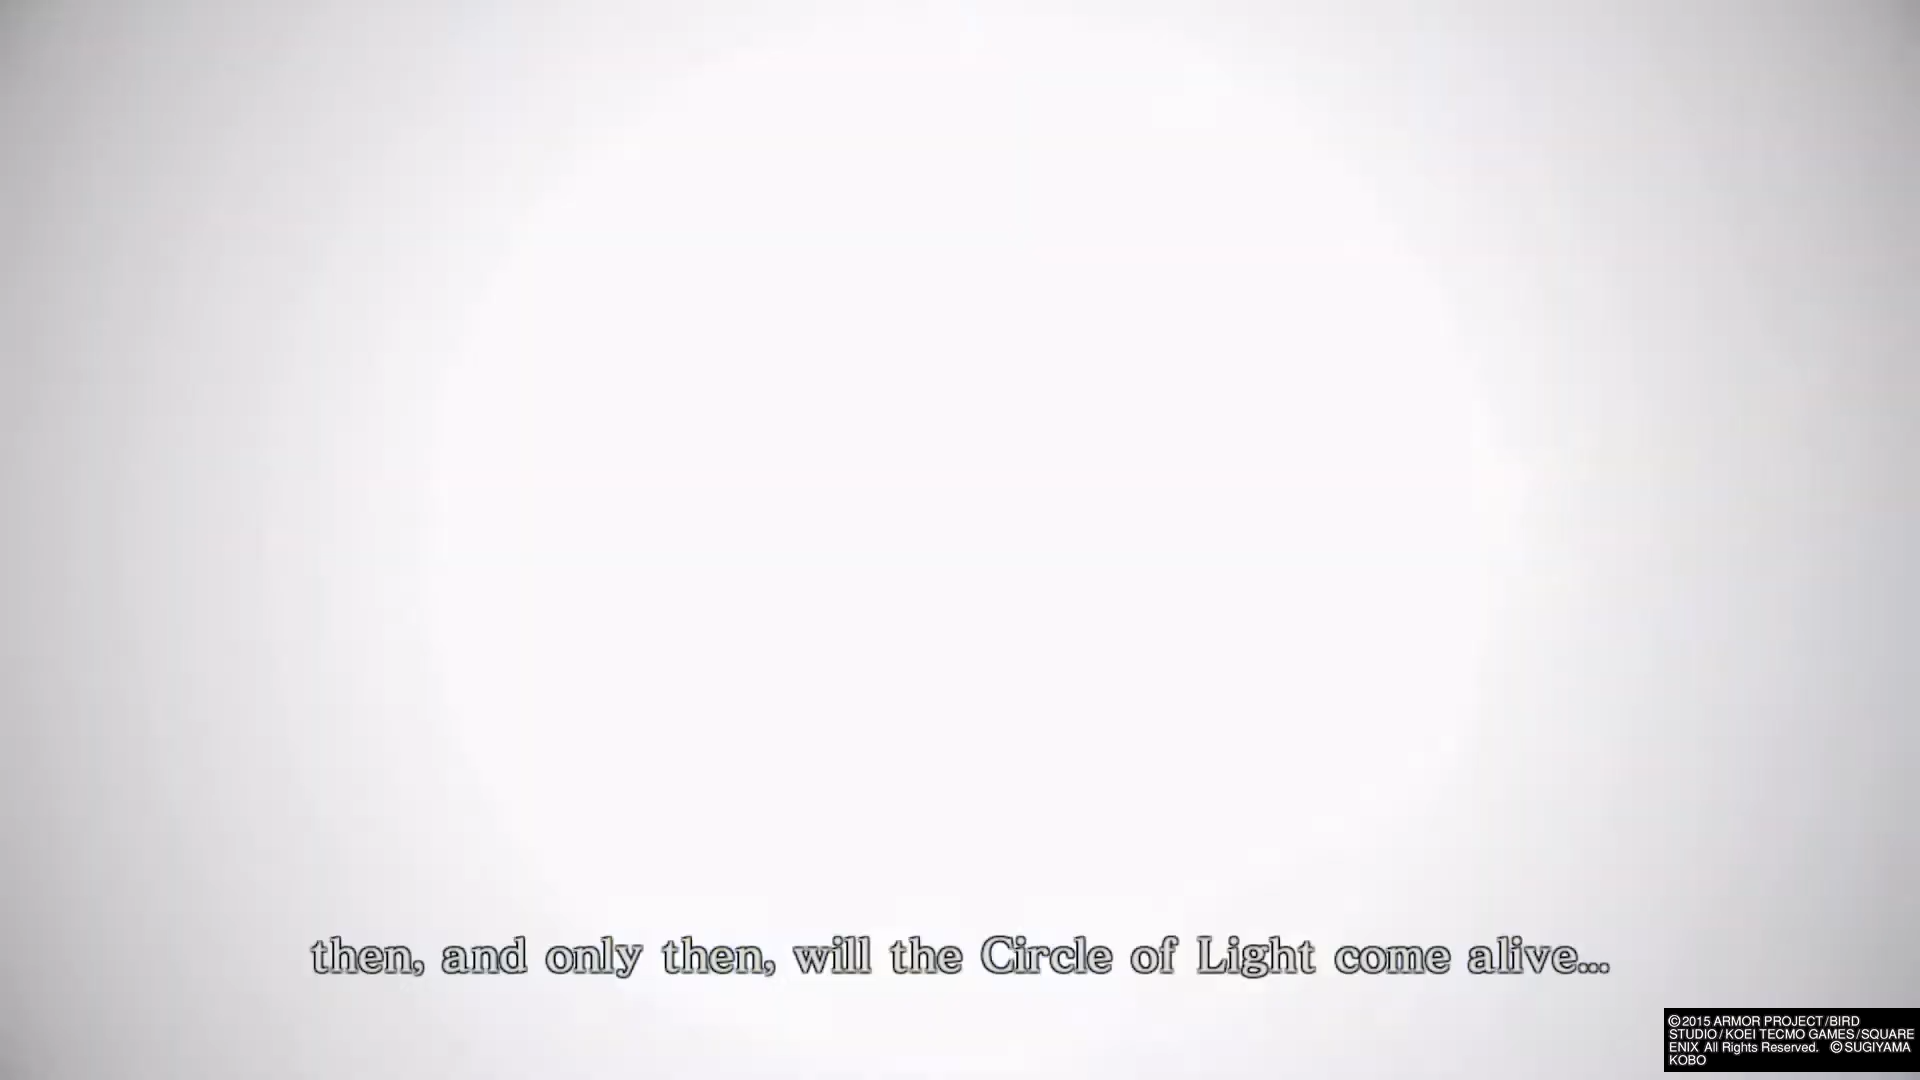 then, and only then, will the Circle of Light come alive...
©2015 ARMOR PROJECT/BIRD
STUDIO/KOEI TECMO GAMES/SQUARE
ENIX All Rights Reserved. ©SUGIYAMA
KOBO